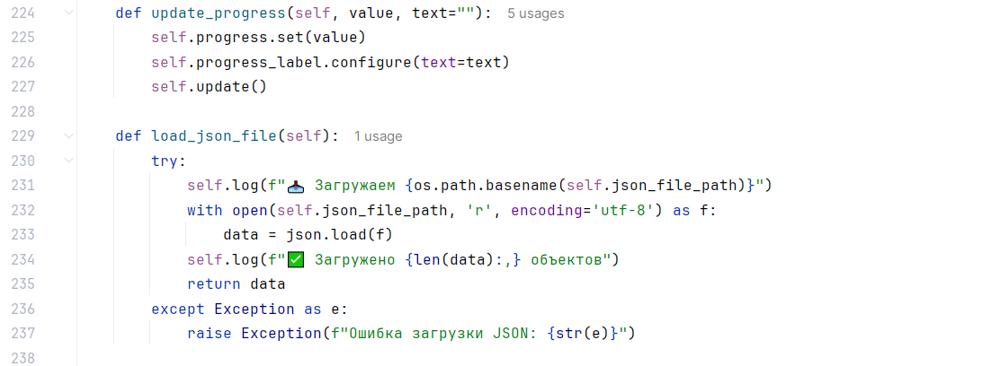 224 def update_progress(self, value, text=""): 5 usages
225 self.progress.set(value)
226 self.progress_label.configure(text=text)
227 self.update()
228
229 def load_json_file(self): 1 usage
230 try:
231 self.log(f"📥 Загружаем {os.path.basename(self.json_file_path)}")
232 with open(self.json_file_path, 'r', encoding='utf-8') as f:
233 data = json.load(f)
234 self.log(f"✅ Загружено {len(data):,} объектов")
235 return data
236 except Exception as e:
237 raise Exception(f"Ошибка загрузки JSON: {str(e)}")
238